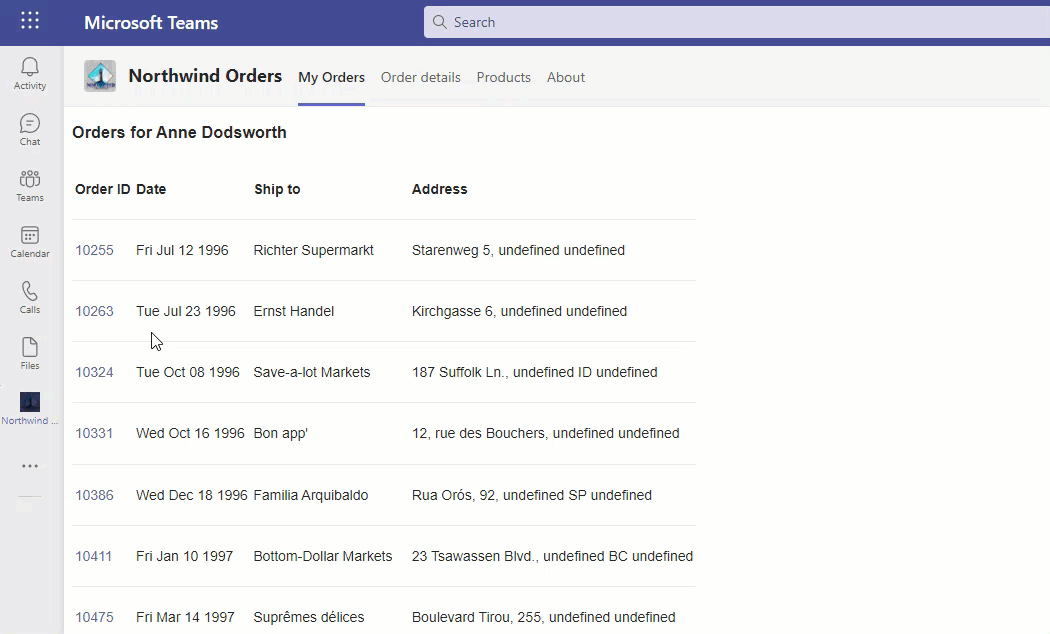 Microsoft Teams
Search
Activity
Chat
Teams
Calendar
Calls
Files
Northwind ...
Northwind Orders My Orders Order details Products About
Orders for Anne Dodsworth
Order ID Date Ship to Address
10255 Fri Jul 12 1996 Richter Supermarkt Starenweg 5, undefined undefined
10263 Tue Jul 23 1996 Ernst Handel Kirchgasse 6, undefined undefined
10324 Tue Oct 08 1996 Save-a-lot Markets 187 Suffolk Ln., undefined ID undefined
10331 Wed Oct 16 1996 Bon app' 12, rue des Bouchers, undefined undefined
10386 Wed Dec 18 1996 Familia Arquibaldo Rua Orós, 92, undefined SP undefined
10411 Fri Jan 10 1997 Bottom-Dollar Markets 23 Tsawassen Blvd., undefined BC undefined
10475 Fri Mar 14 1997 Suprêmes délices Boulevard Tirou, 255, undefined undefined